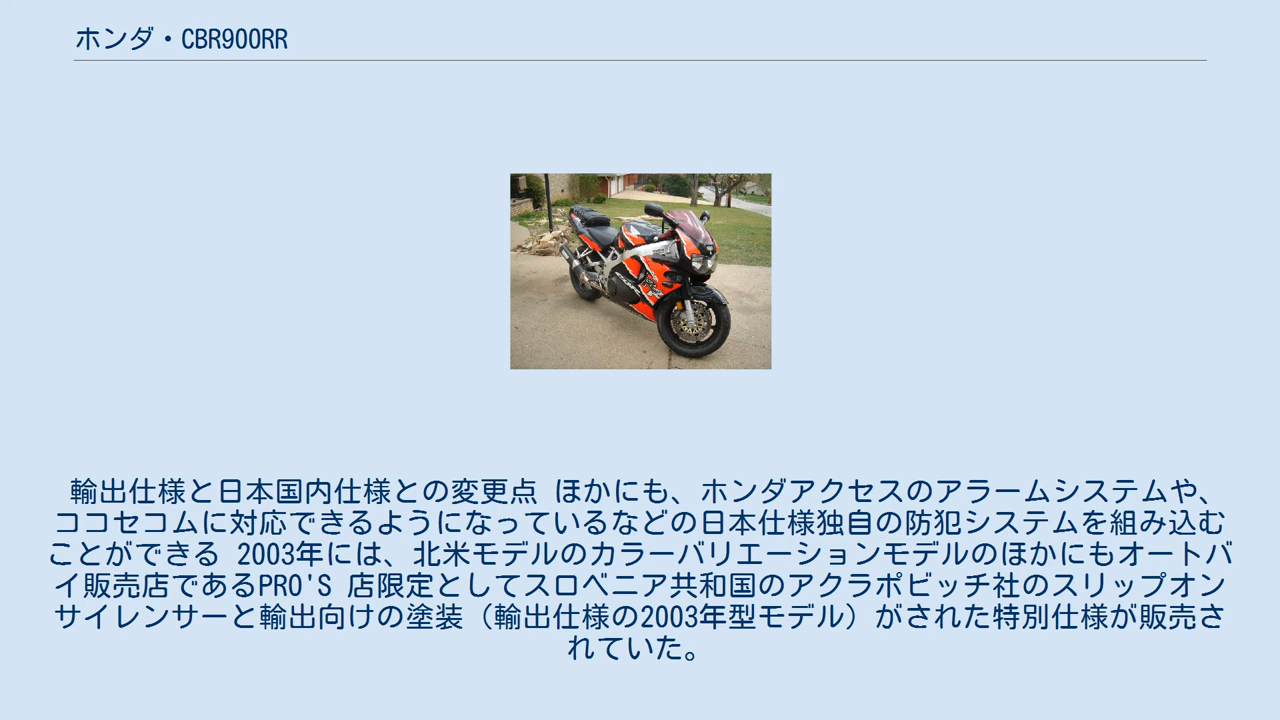 ホンダ・CBR900RR
輸出仕様と日本国内仕様との変更点 ほかにも、ホンダアクセスのアラームシステムや、
ココセコムに対応できるようになっているなどの日本仕様独自の防犯システムを組み込む
ことができる 2003年には、北米モデルのカラーバリエーションモデルのほかにもオートバ
イ販売店であるPRO'S 店限定としてスロベニア共和国のアクラポビッチ社のスリップオン
サイレンサーと輸出向けの塗装（輸出仕様の2003年型モデル）がされた特別仕様が販売さ
れていた。